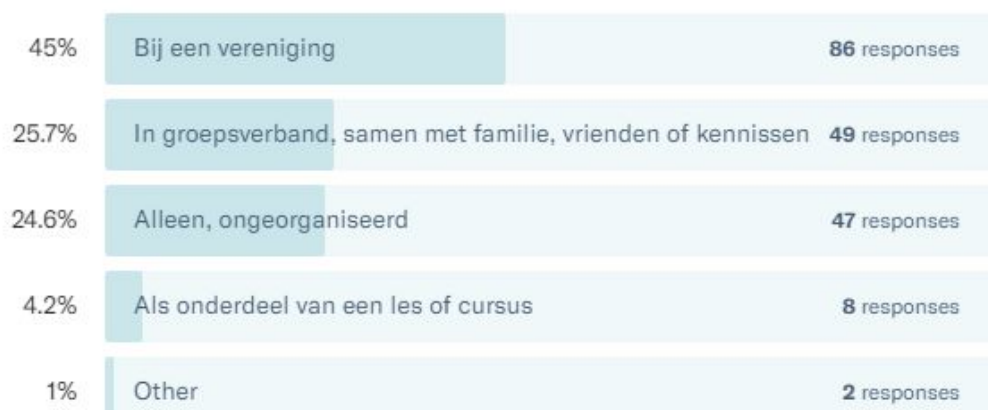 45% Bij een vereniging 86 responses
25.7% In groepsverband, samen met familie, vrienden of kennissen 49 responses
24.6% Alleen, ongeorganiseerd 47 responses
4.2% Als onderdeel van een les of cursus 8 responses
1% Other 2 responses